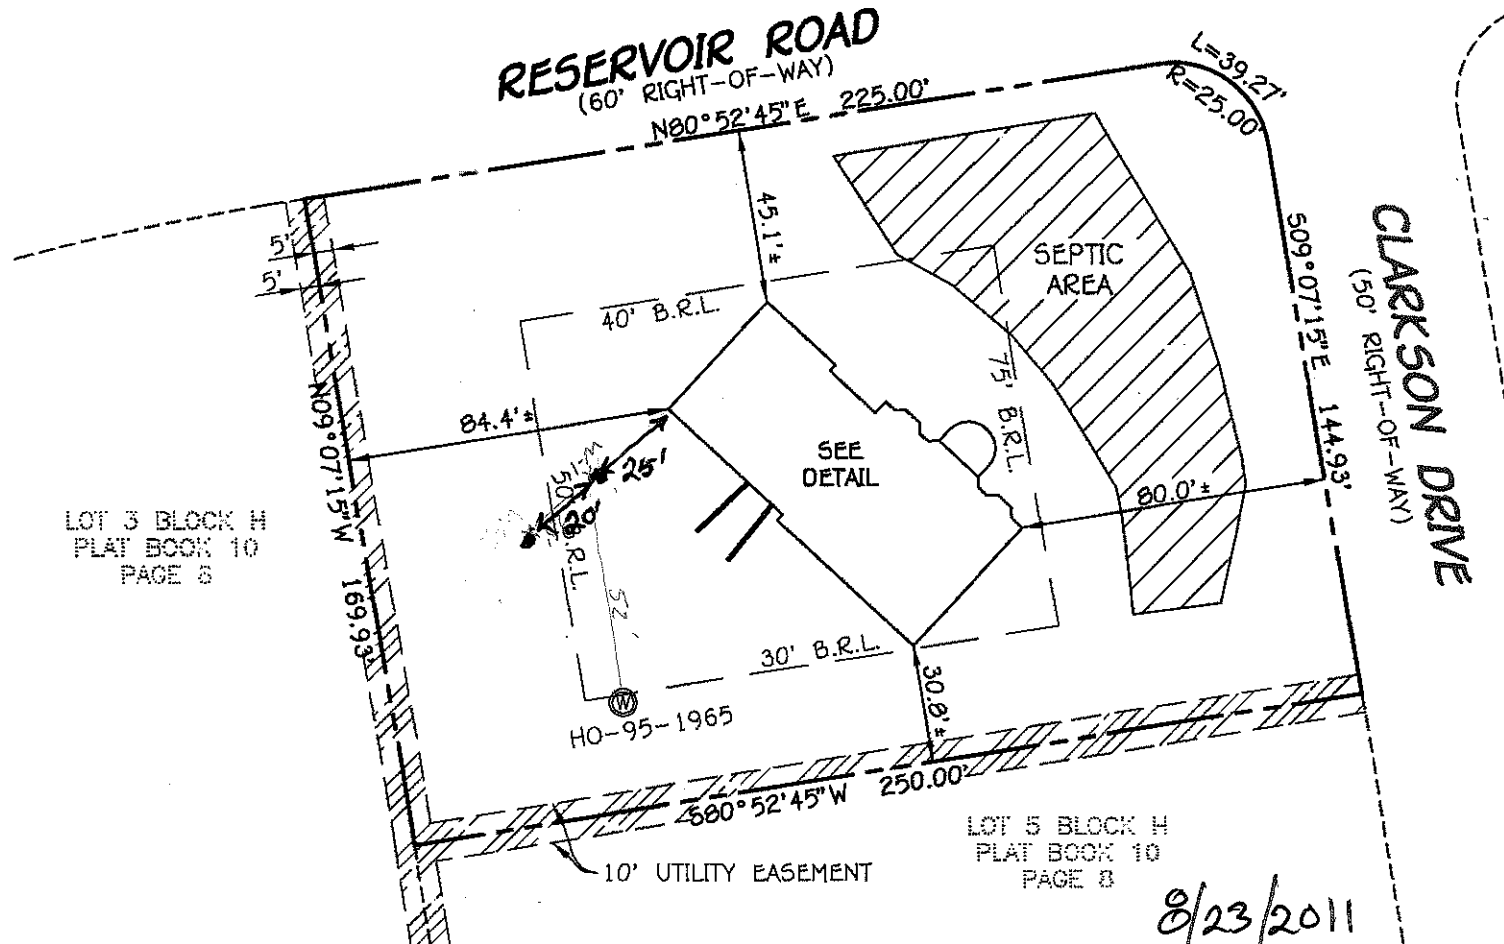 RESERVOIR ROAD
(60' RIGHT-OF-WAY)
N80°52'45"E 225.00'
L=39.27'
R=25.00'
CLARKSON DRIVE
(50' RIGHT-OF-WAY)
S09°07'15"E 144.93'
SEPTIC
AREA
45.1'±
5'
5'
40' B.R.L.
75' B.R.L.
84.4'±
SEE
DETAIL
80.0'±
25'
20'
50' B.R.L.
52'
N09°07'15"W 169.93'
LOT 3 BLOCK H
PLAT BOOK 10
PAGE 8
30' B.R.L.
30.8'±
W
HO-95-1965
S80°52'45"W 250.00'
10' UTILITY EASEMENT
LOT 5 BLOCK H
PLAT BOOK 10
PAGE 8
8/23/2011